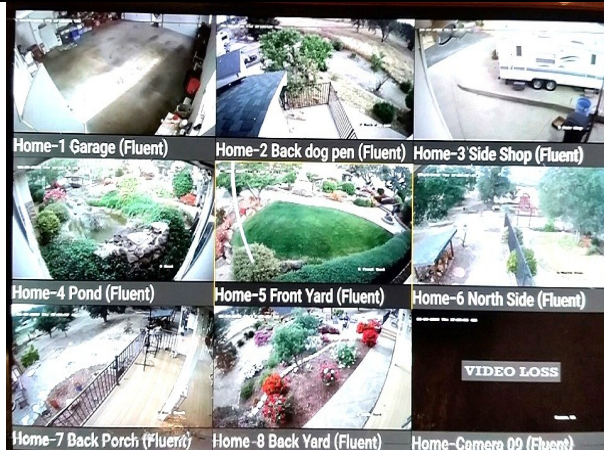 Home-1 Garage (Fluent)
Home-2 Back dog pen (Fluent)
Home-3 Side Shop (Fluent)
Home-4 Pond (Fluent)
Home-5 Front Yard (Fluent)
Home-6 North Side (Fluent)
VIDEO LOSS
Home-7 Back Porch (Fluent)
Home-8 Back Yard (Fluent)
Home-Camera 09 (Fluent)